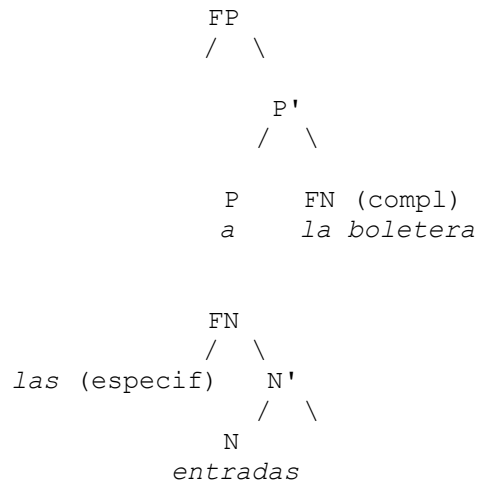 FP
/ \
P'
/ \
P FN (compl)
a la boletera
FN
/ \
las (especif) N'
/ \
N
entradas